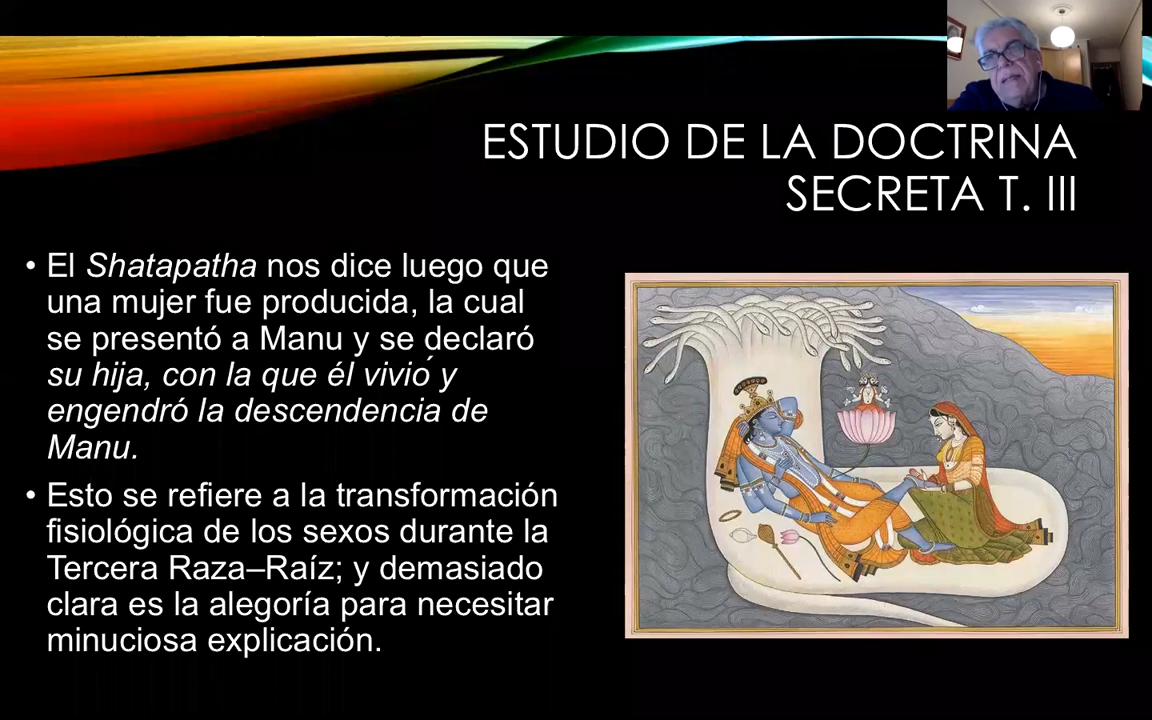 ESTUDIO DE LA DOCTRINA
SECRETA T. III
• El Shatapatha nos dice luego que
una mujer fue producida, la cual
se presentó a Manu y se declaró
su hija, con la que él vivió y
engendró la descendencia de
Manu.
• Esto se refiere a la transformación
fisiológica de los sexos durante la
Tercera Raza–Raíz; y demasiado
clara es la alegoría para necesitar
minuciosa explicación.